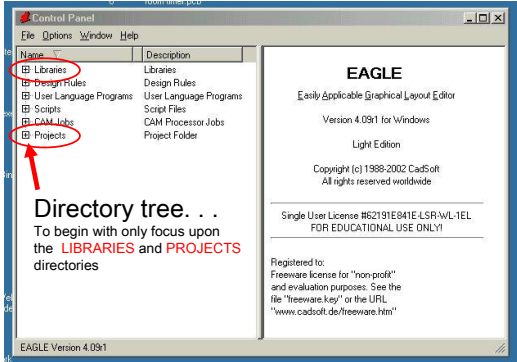 room timer.pcb
Control Panel
File Options Window Help
Name Description
Libraries Libraries
Design Rules Design Rules
User Language Programs User Language Programs
Scripts Script Files
CAM Jobs CAM Processor Jobs
Projects Project Folder
Directory tree. . .
To begin with only focus upon
the LIBRARIES and PROJECTS
directories
EAGLE
Easily Applicable Graphical Layout Editor
Version 4.09r1 for Windows
Light Edition
Copyright (c) 1988-2002 CadSoft
All rights reserved worldwide
Single User License #62191E841E-LSR-WL-1EL
FOR EDUCATIONAL USE ONLY!
Registered to:
Freeware license for "non-profit"
and evaluation purposes. See the
file "freeware.key" or the URL
"www.cadsoft.de/freeware.htm"
EAGLE Version 4.09r1